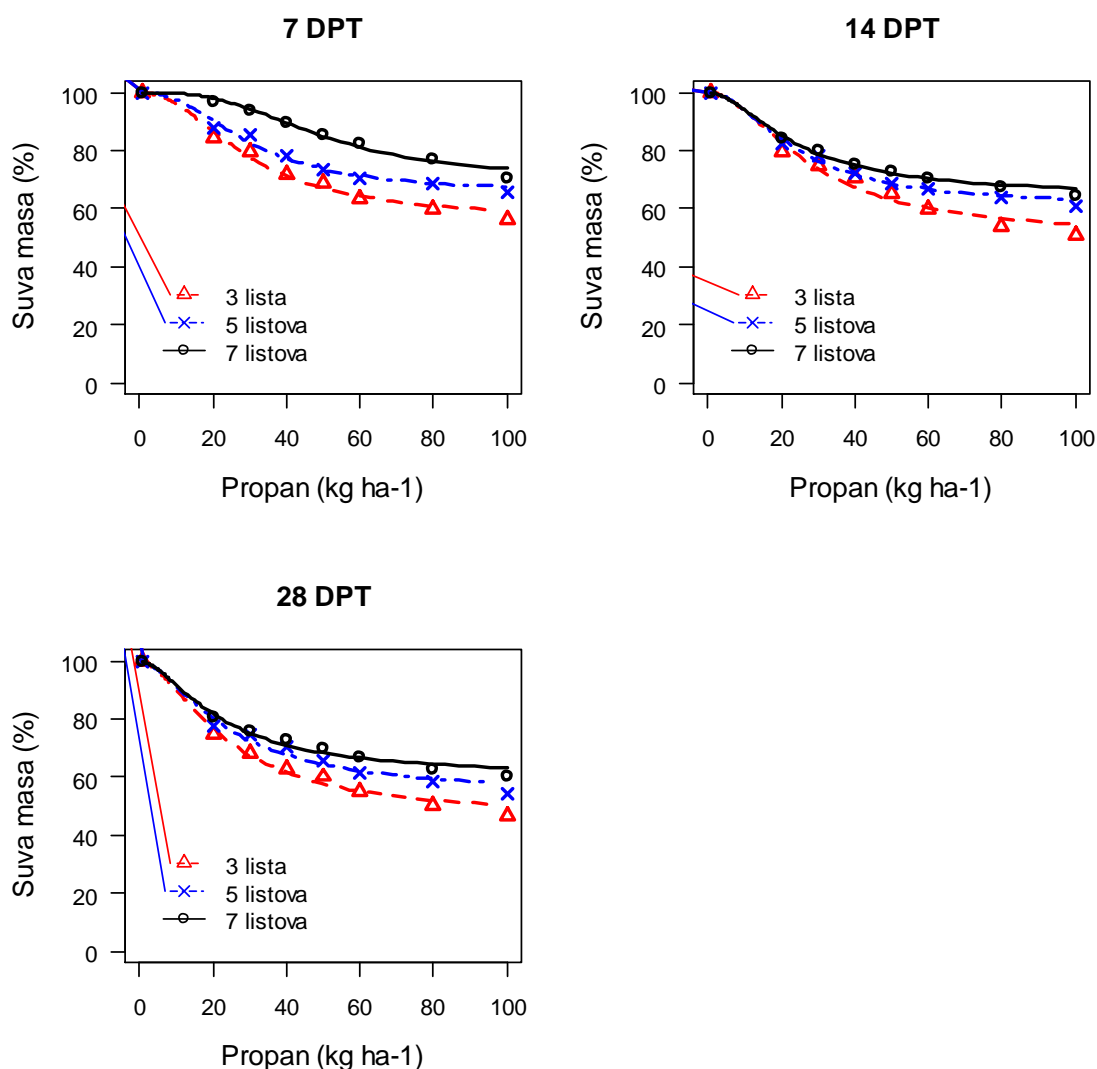 7 DPT
Suva masa (%)
100
80
60
40
20
0
3 lista
5 listova
7 listova
0 20 40 60 80 100
Propan (kg ha-1)
14 DPT
Suva masa (%)
100
80
60
40
20
0
3 lista
5 listova
7 listova
0 20 40 60 80 100
Propan (kg ha-1)
28 DPT
Suva masa (%)
100
80
60
40
20
0
3 lista
5 listova
7 listova
0 20 40 60 80 100
Propan (kg ha-1)